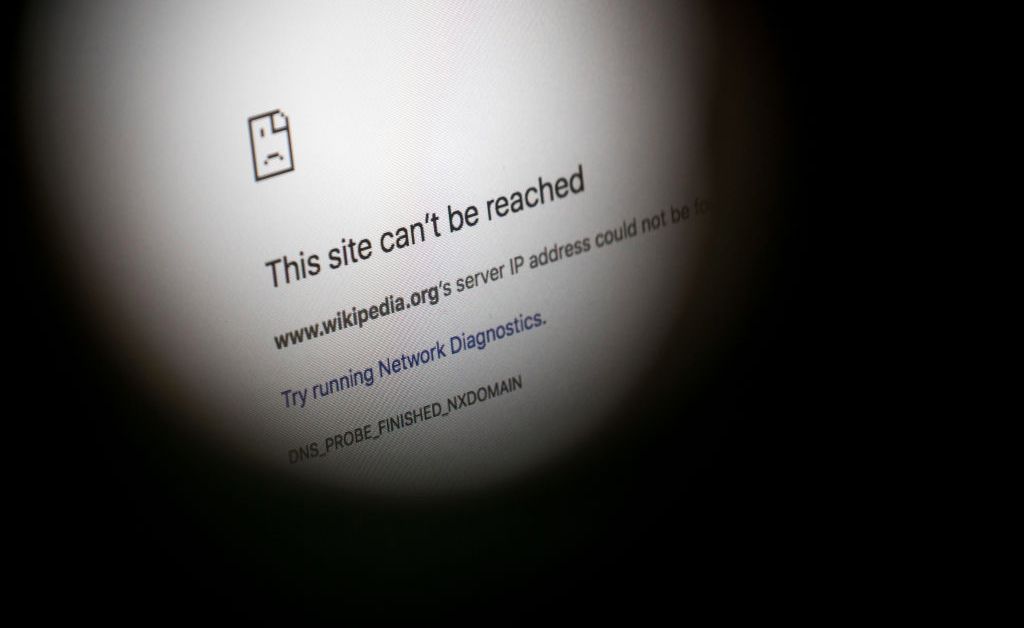 This site can't be reached
www.wikipedia.org's server IP address could not be
Try running Network Diagnostics.
DNS_PROBE_FINISHED_NXDOMAIN